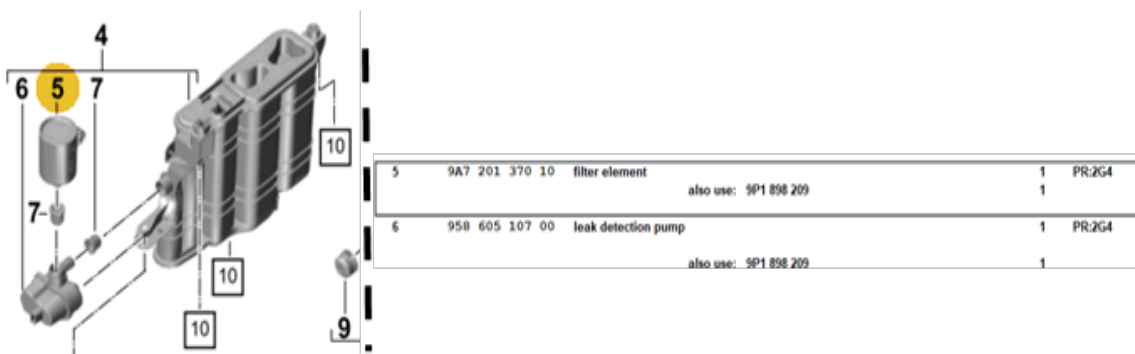 4
6 5 7
10
7
10
10
9
5 9A7 201 370 10 filter element 1 PR:2G4
also use: 9P1 898 209 1
6 958 605 107 00 leak detection pump 1 PR:2G4
also use: 9P1 898 209 1